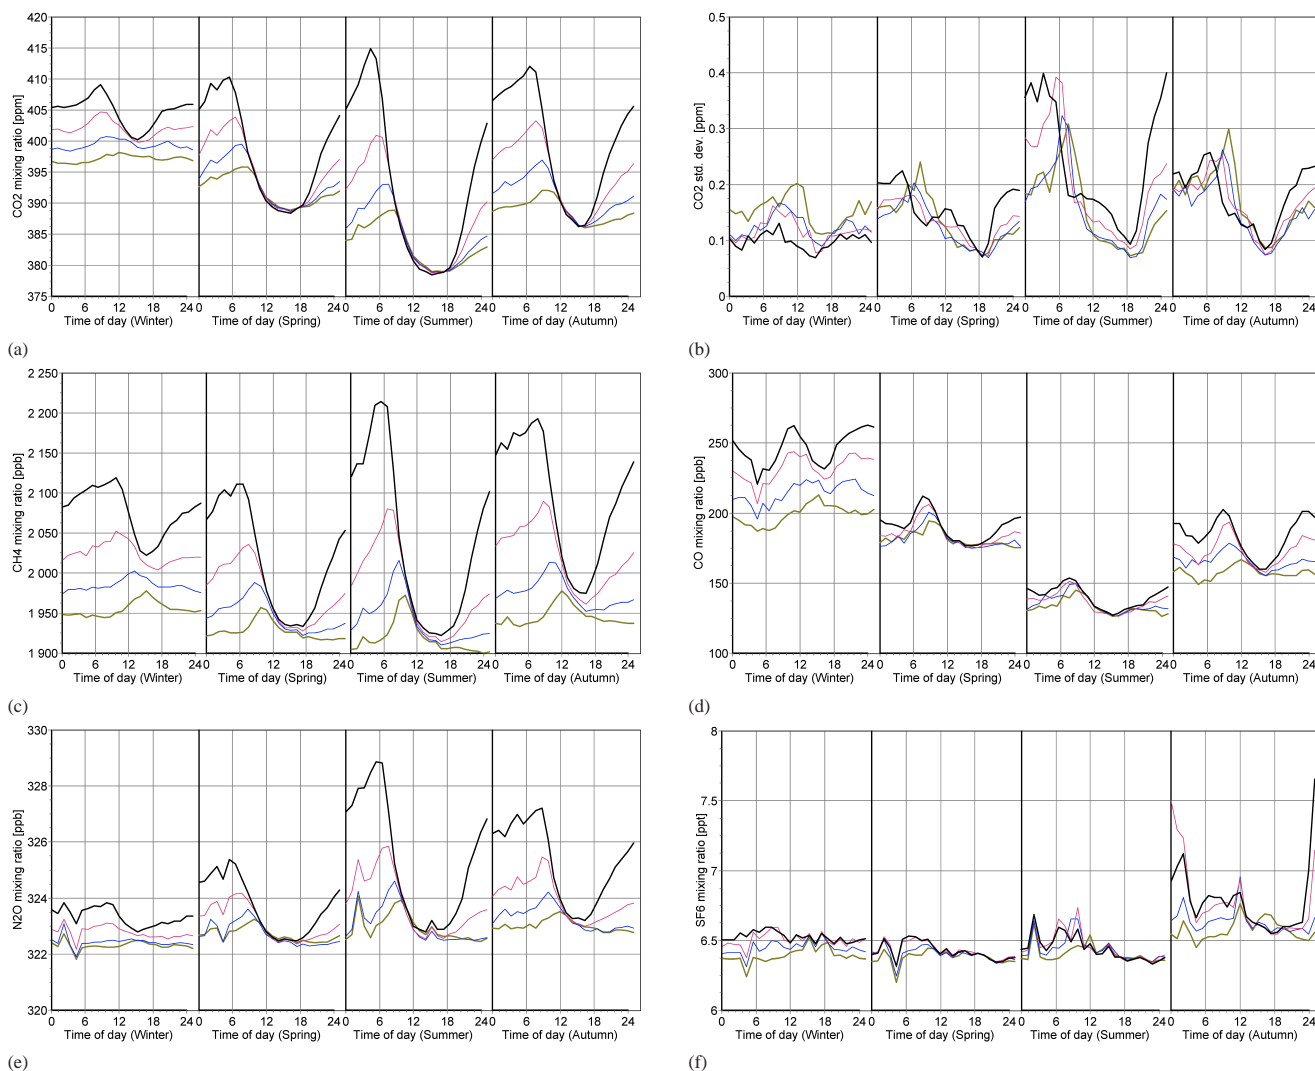 CO2 mixing ratio [ppm]
420
415
410
405
400
395
390
385
380
375
0 6 12 18 24 0 6 12 18 24 0 6 12 18 24 0 6 12 18 24
Time of day (Winter) Time of day (Spring) Time of day (Summer) Time of day (Autumn)
(a)
CO2 std. dev. [ppm]
0.5
0.4
0.3
0.2
0.1
0
0 6 12 18 24 0 6 12 18 24 0 6 12 18 24 0 6 12 18 24
Time of day (Winter) Time of day (Spring) Time of day (Summer) Time of day (Autumn)
(b)
CH4 mixing ratio [ppb]
2 250
2 200
2 150
2 100
2 050
2 000
1 950
1 900
0 6 12 18 24 0 6 12 18 24 0 6 12 18 24 0 6 12 18 24
Time of day (Winter) Time of day (Spring) Time of day (Summer) Time of day (Autumn)
(c)
CO mixing ratio [ppb]
300
250
200
150
100
0 6 12 18 24 0 6 12 18 24 0 6 12 18 24 0 6 12 18 24
Time of day (Winter) Time of day (Spring) Time of day (Summer) Time of day (Autumn)
(d)
N2O mixing ratio [ppb]
330
328
326
324
322
320
0 6 12 18 24 0 6 12 18 24 0 6 12 18 24 0 6 12 18 24
Time of day (Winter) Time of day (Spring) Time of day (Summer) Time of day (Autumn)
(e)
SF6 mixing ratio [ppt]
8
7.5
7
6.5
6
0 6 12 18 24 0 6 12 18 24 0 6 12 18 24 0 6 12 18 24
Time of day (Winter) Time of day (Spring) Time of day (Summer) Time of day (Autumn)
(f)